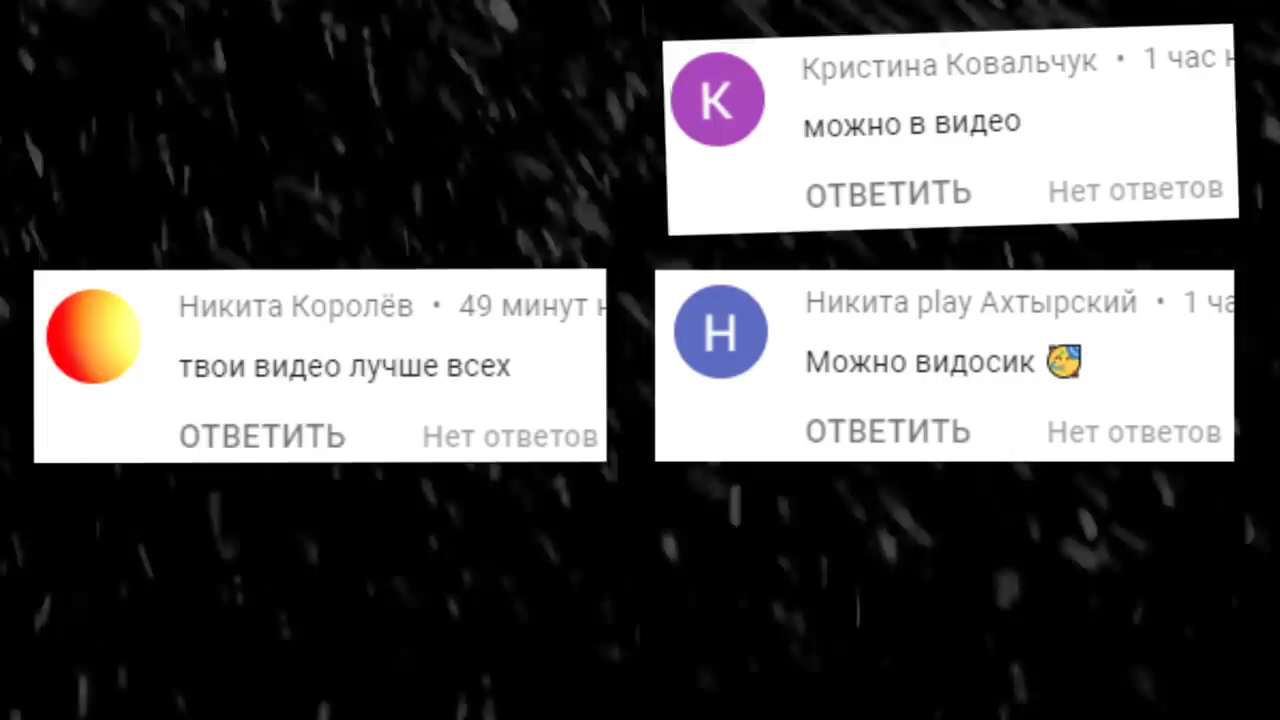 К
Кристина Ковальчук • 1 час
можно в видео
ОТВЕТИТЬ Нет ответов
Никита Королёв • 49 минут
твои видео лучше всех
ОТВЕТИТЬ Нет ответов
Н
Никита play Ахтырский • 1
Можно видосик 🥳
ОТВЕТИТЬ Нет ответов